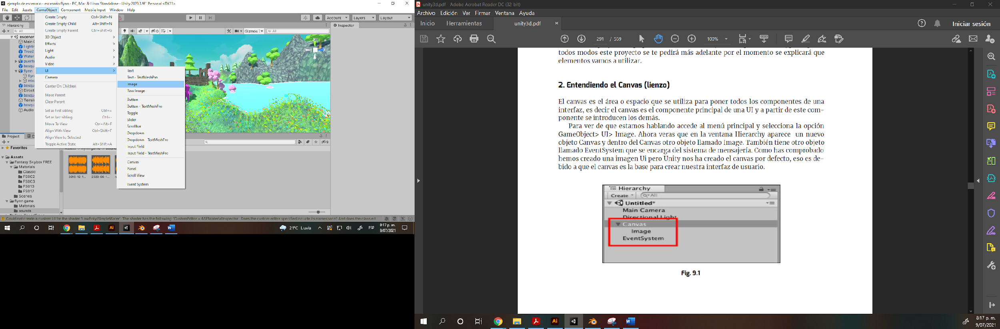 ejemplo de escenario - escenario flynn - PC, Mac & Linux Standalone - Unity 2020.3.9f1 Personal <DX11>
File Edit Assets GameObject Component Mobile Input Window Help
Account Layers Layout
Hierarchy
All
Gizmos
All
Inspector
Persp
escenar
Main C
Lightin
Tree2
Water
puente
bosqu
flynn
flyn
mix
bosqu
Direct
bosqu
Terrain
bosqu
Audio
Create Empty Ctrl+Shift+N
Create Empty Child Alt+Shift+N
Create Empty Parent Ctrl+Shift+G
3D Object
Effects
Light
Audio
Video
UI
Camera
Center On Children
Make Parent
Clear Parent
Set as first sibling Ctrl+=
Set as last sibling Ctrl+-
Move To View Ctrl+Alt+F
Align With View Ctrl+Shift+F
Align View to Selected
Toggle Active State Alt+Shift+A
Text
Text - TextMeshPro
Image
Raw Image
Button
Button - TextMeshPro
Toggle
Slider
Scrollbar
Dropdown
Dropdown - TextMeshPro
Input Field
Input Field - TextMeshPro
Canvas
Panel
Scroll View
Event System
Project
9
Favorites
Assets
Fantasy Skybox FREE
Materials
Classic
FS002
FS003
FS013
FS017
Scenes
flynn game
Materials
sounds
2019-12-1...
2020-06-1...
Could not create a custom UI for the shader 'LowPoly/SimpleWater'. The shader has the following: 'CustomEditor = ASEMaterialInspector'. Does the custom editor specified include its namespace? And does the class e t
21°C Lluvia
ESP
8:17 p. m.
9/07/2021
unity3d.pdf - Adobe Acrobat Reader DC (32-bit)
Archivo Edición Ver Firmar Ventana Ayuda
Inicio Herramientas unity3d.pdf Iniciar sesión
291 / 559 100%
todos modos este proyecto se te pedirá más adelante por el momento se explicará que
elementos vamos a utilizar.
2. Entendiendo el Canvas (lienzo)
El canvas es el área o espacio que se utiliza para poner todos los componentes de una
interfaz, es decir el canvas es el componente principal de una UI y a partir de este com-
ponente se introducen los demás.
Para ver de que estamos hablando accede al menú principal y selecciona la opción
GameObject> UI> Image. Ahora veras que en la ventana Hierarchy aparece un nuevo
objeto Canvas y dentro del Canvas otro objeto llamado Image. También tiene otro objeto
llamado EventSystem que se encarga del sistema de mensajería. Como has comprobado
hemos creado una imagen Ui pero Unity nos ha creado el canvas por defecto, eso es de-
bido a que el canvas es la base para crear nuestra interfaz de usuario.
Hierarchy
Create All
Untitled*
Main Camera
Directional Light
Canvas
Image
EventSystem
Fig. 9.1
8:17 p. m.
9/07/2021